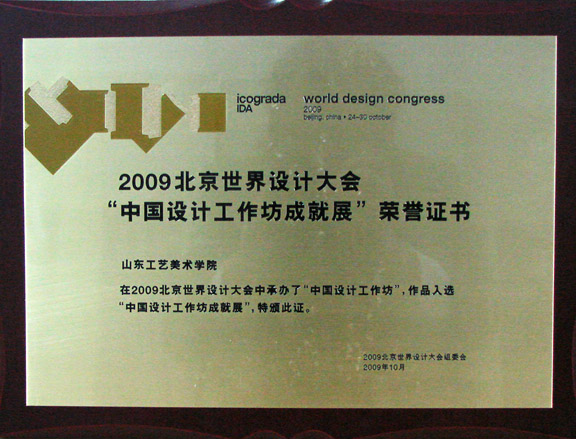 icograda world design congress
IDA 2009
beijing, china • 24-30 october
2009北京世界设计大会
“中国设计工作坊成就展”荣誉证书
山东工艺美术学院
在2009北京世界设计大会中承办了“中国设计工作坊”,作品入选
“中国设计工作坊成就展”,特颁此证。
2009北京世界设计大会组委会
2009年10月